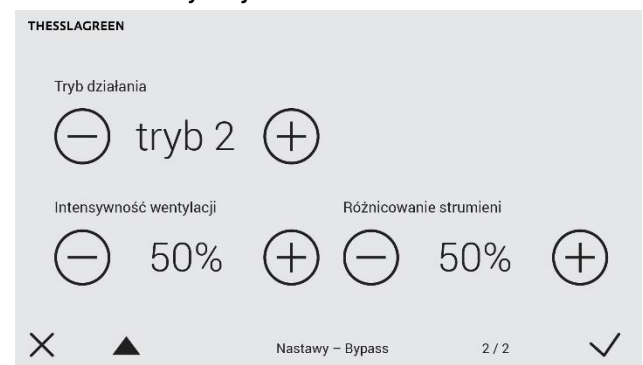 THESSLAGREEN
Tryb działania
tryb 2
Intensywność wentylacji
Różnicowanie strumieni
50%
50%
Nastawy – Bypass
2 / 2